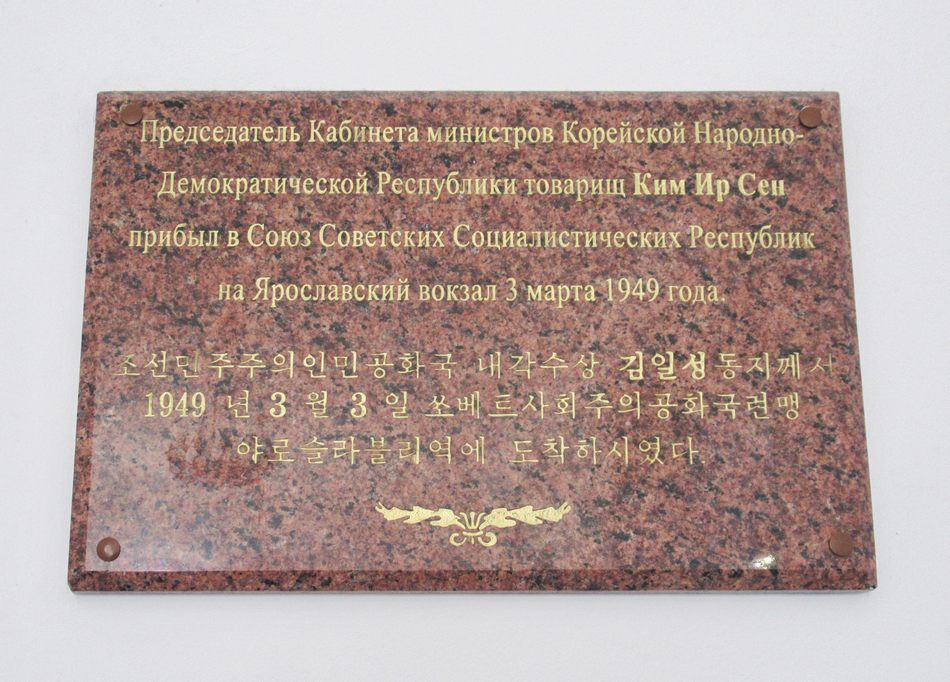 Председатель Кабинета министров Корейской Народно-
Демократической Республики товарищ Ким Ир Сен
прибыл в Союз Советских Социалистических Республик
на Ярославский вокзал 3 марта 1949 года.
조선민주주의인민공화국 내각수상 김일성동지께서
1949 년 3 월 3 일 쏘베트사회주의공화국련맹
야로슬라블리역에 도착하시였다.